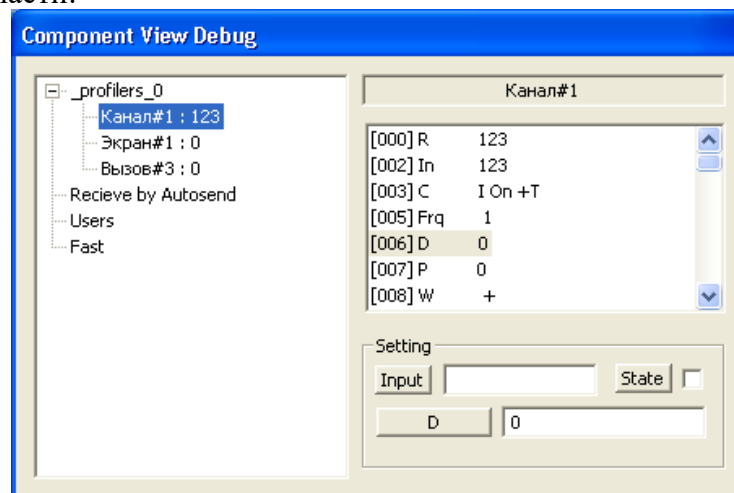 Component View Debug
_profilers_0
Канал#1 : 123
Экран#1 : 0
Вызов#3 : 0
Recieve by Autosend
Users
Fast
Канал#1
[000] R 123
[002] In 123
[003] C I On +T
[005] Frq 1
[006] D 0
[007] P 0
[008] W +
Setting
Input State
D 0